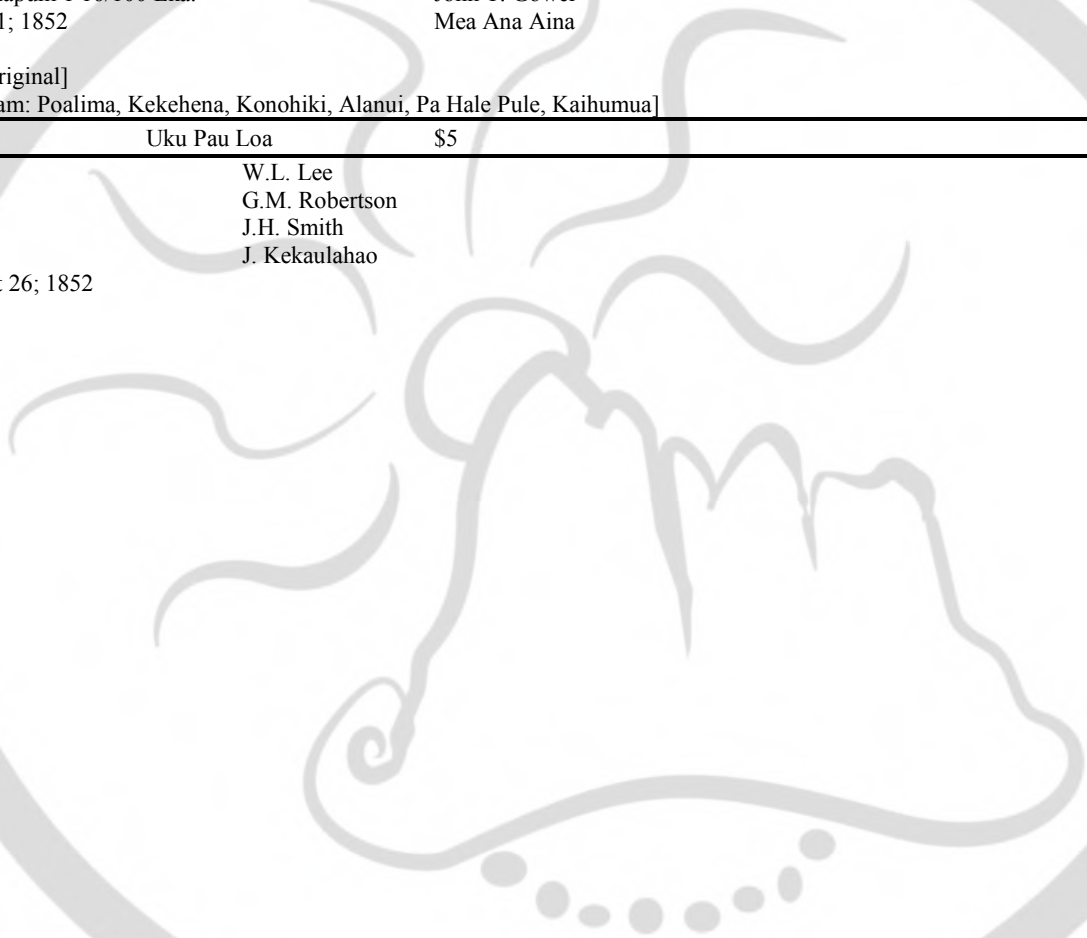 1; 1852 Mea Ana Aina
riginal]
am: Poalima, Kekehena, Konohiki, Alanui, Pa Hale Pule, Kaihumua]
Uku Pau Loa $5
W.L. Lee
G.M. Robertson
J.H. Smith
J. Kekaulahao
t 26; 1852